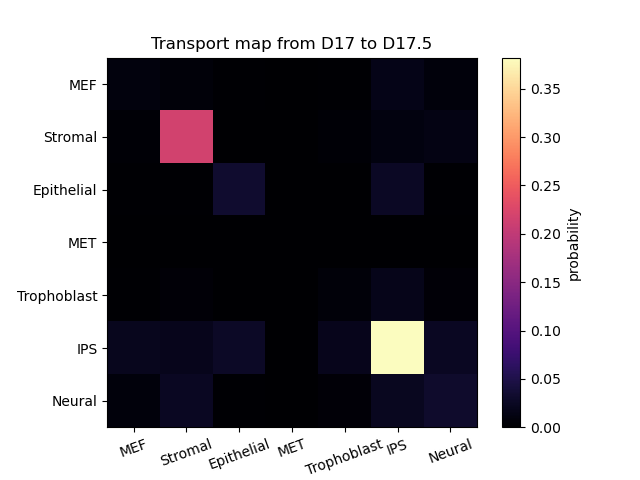 Transport map from D17 to D17.5
MEF
Stromal
Epithelial
MET
Trophoblast
IPS
Neural
MEF
Stromal
Epithelial
MET
Trophoblast
IPS
Neural
0.35
0.30
0.25
0.20
0.15
0.10
0.05
0.00
probability